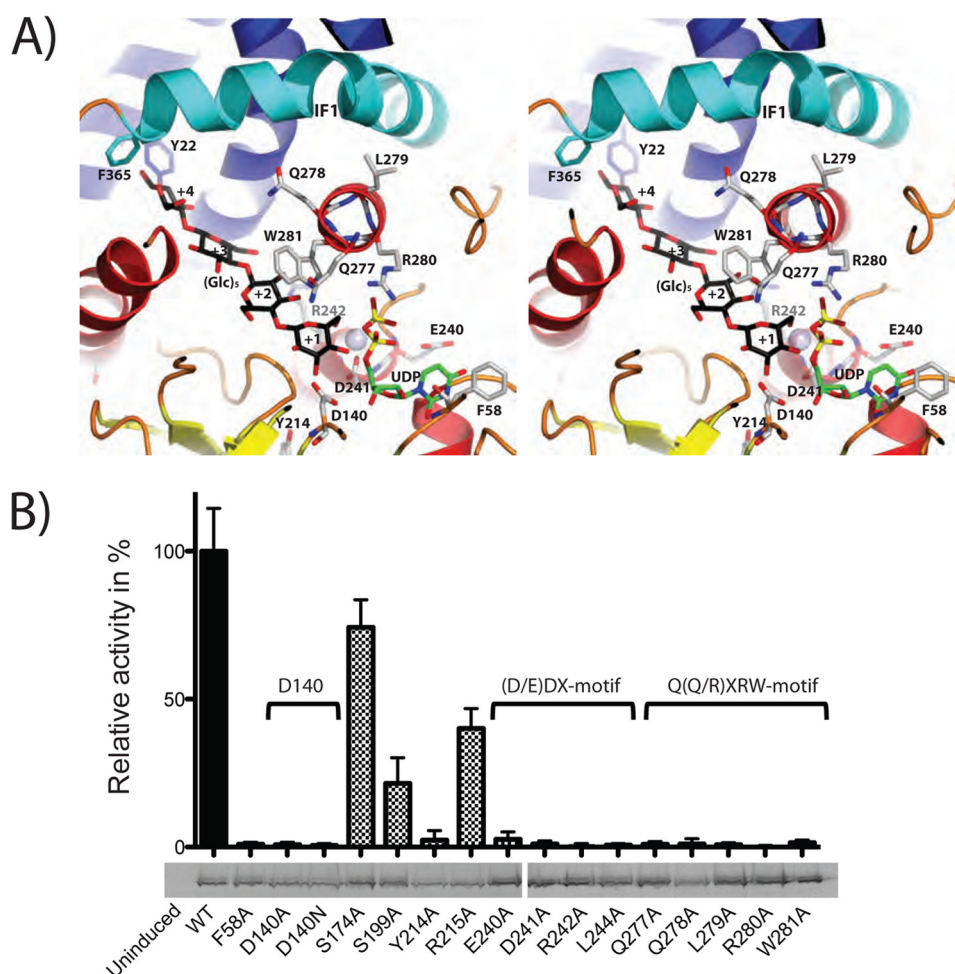 A)
IF1
Y22
F365
+4
Q278
L279
+3
W281
(Glc)5
Q277
R280
+2
R242
+1
E240
D241
UDP
D140
F58
Y214
IF1
Y22
F365
+4
Q278
L279
+3
W281
(Glc)5
Q277
R280
+2
R242
+1
E240
D241
UDP
D140
F58
Y214
B)
Relative activity in %
100
50
0
D140
(D/E)DX-motif
Q(Q/R)XRW-motif
Uninduced
WT
F58A
D140A
D140N
S174A
S199A
Y214A
R215A
E240A
D241A
R242A
L244A
Q277A
Q278A
L279A
R280A
W281A